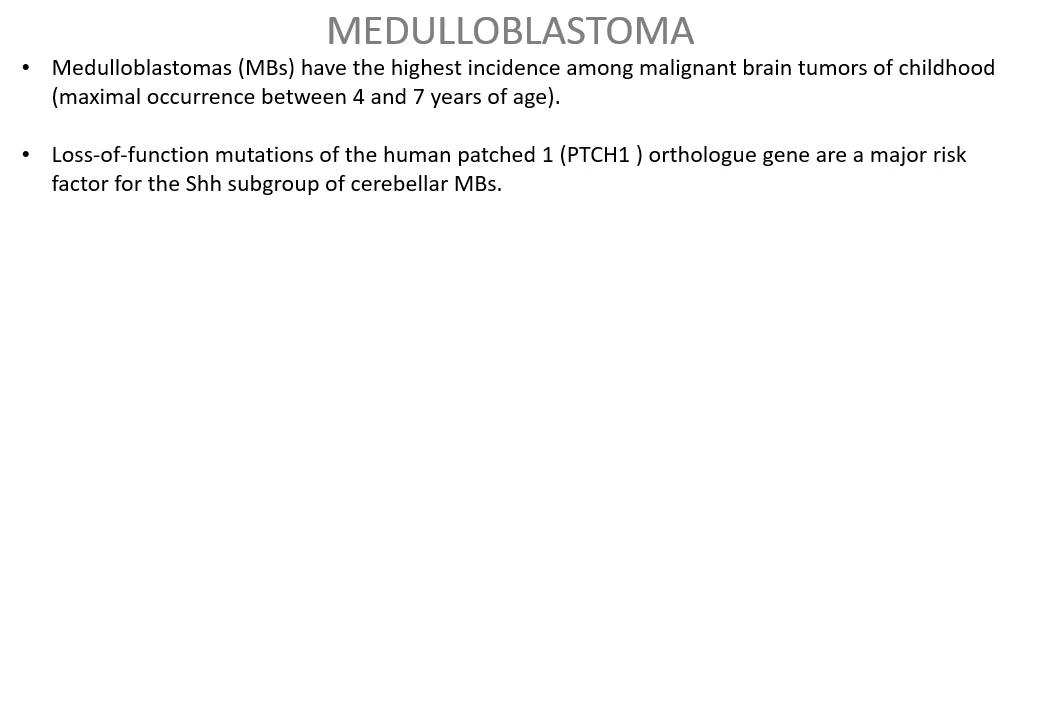 MEDULLOBLASTOMA
• Medulloblastomas (MBs) have the highest incidence among malignant brain tumors of childhood
(maximal occurrence between 4 and 7 years of age).
• Loss-of-function mutations of the human patched 1 (PTCH1 ) orthologue gene are a major risk
factor for the Shh subgroup of cerebellar MBs.